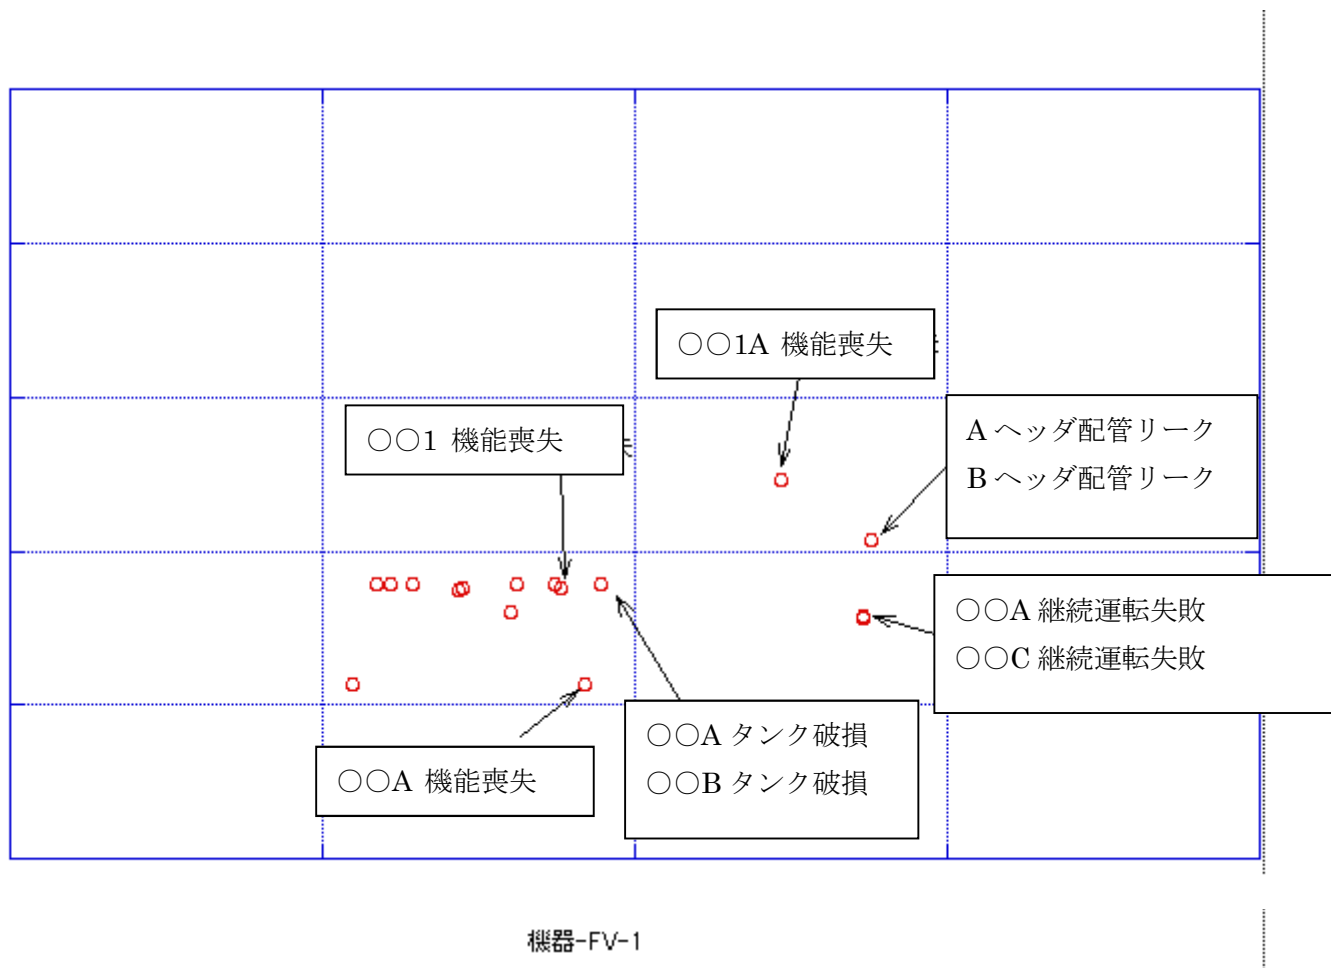 ○○1A 機能喪失
○○1 機能喪失
A ヘッダ配管リーク
B ヘッダ配管リーク
○○A 継続運転失敗
○○C 継続運転失敗
○○A タンク破損
○○B タンク破損
○○A 機能喪失
機器-FV-1